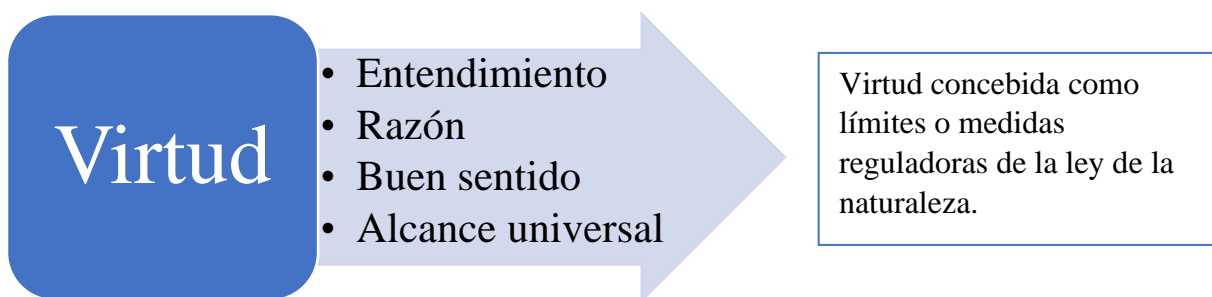 Virtud
• Entendimiento
• Razón
• Buen sentido
• Alcance universal
Virtud concebida como
límites o medidas
reguladoras de la ley de la
naturaleza.